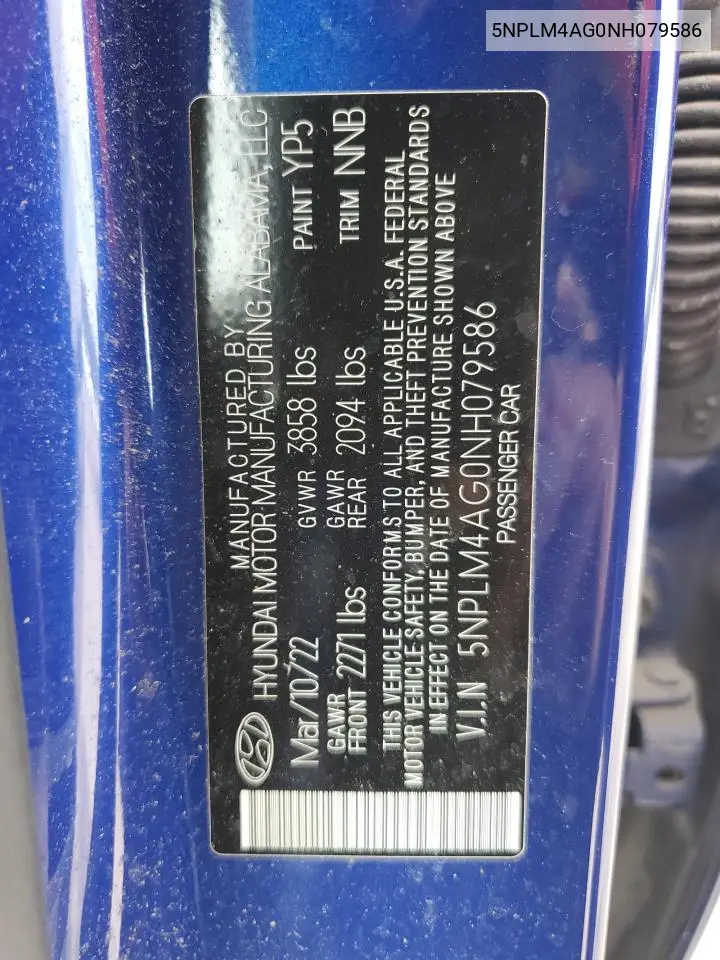 5NPLM4AG0NH079586
MANUFACTURED BY
HYUNDAI MOTOR MANUFACTURING ALABAMA, LLC
Mar/10/22 GVWR 3858 lbs PAINT YP5
GAWR GAWR
FRONT 2271 lbs REAR 2094 lbs TRIM NNB
THIS VEHICLE CONFORMS TO ALL APPLICABLE U.S.A. FEDERAL
MOTOR VEHICLE SAFETY, BUMPER, AND THEFT PREVENTION STANDARDS
IN EFFECT ON THE DATE OF MANUFACTURE SHOWN ABOVE
V.I.N 5NPLM4AG0NH079586
PASSENGER CAR